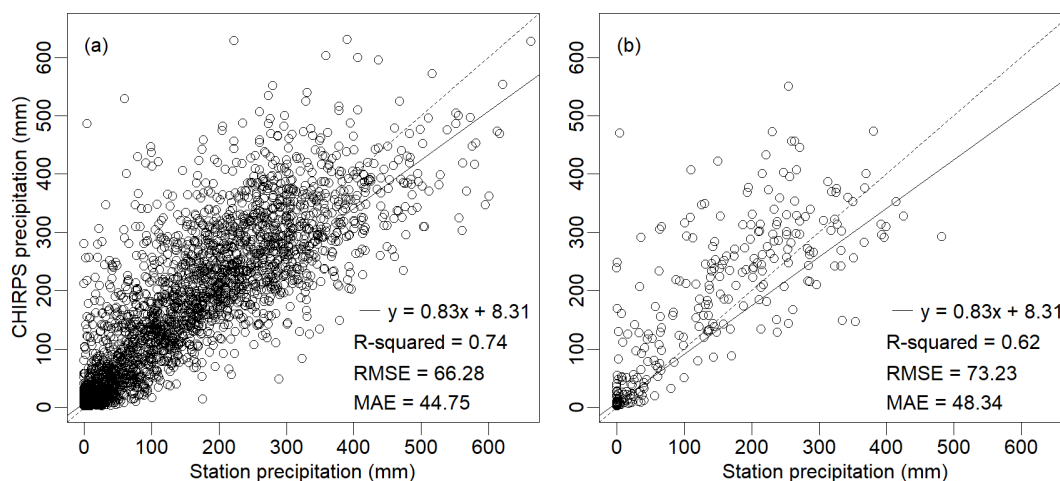 (a)
CHIRPS precipitation (mm)
600
500
400
300
200
100
0
y = 0.83x + 8.31
R-squared = 0.74
RMSE = 66.28
MAE = 44.75
0 100 200 300 400 500 600
Station precipitation (mm)
(b)
600
500
400
300
200
100
0
y = 0.83x + 8.31
R-squared = 0.62
RMSE = 73.23
MAE = 48.34
0 100 200 300 400 500 600
Station precipitation (mm)